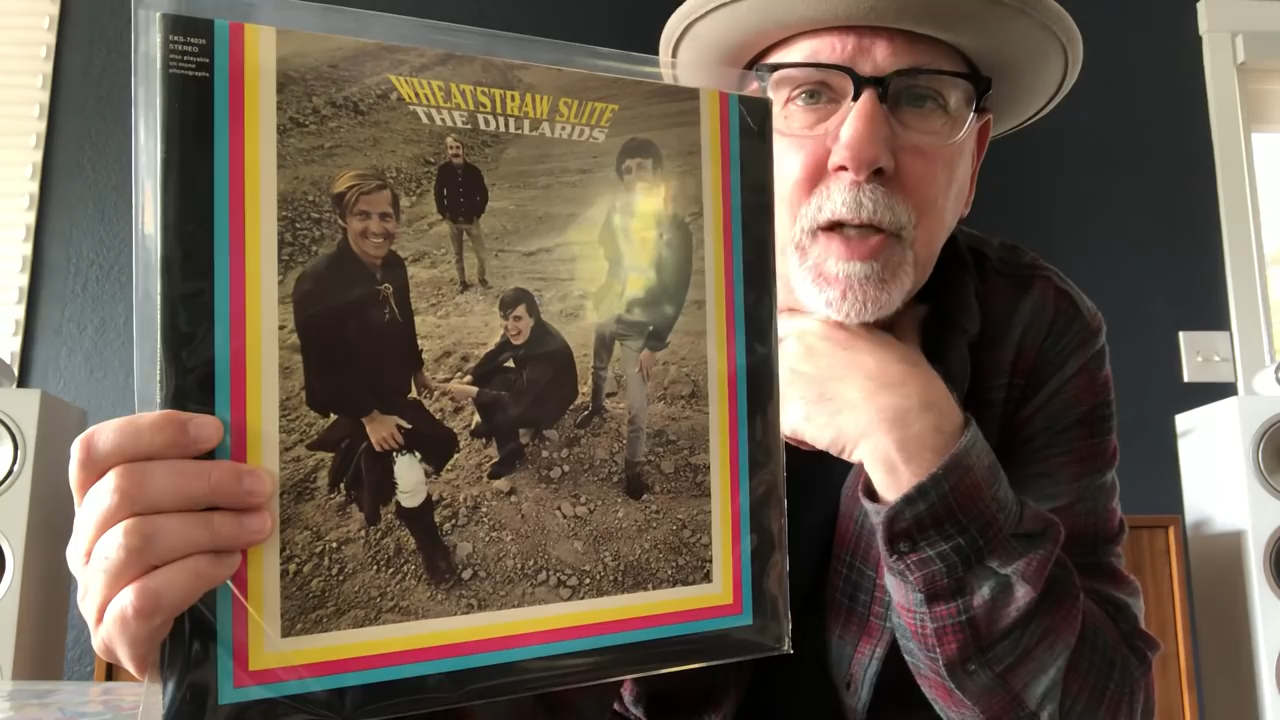 EKS-74035
STEREO
also playable
on mono
phonographs
WHEATSTRAW SUITE
THE DILLARDS